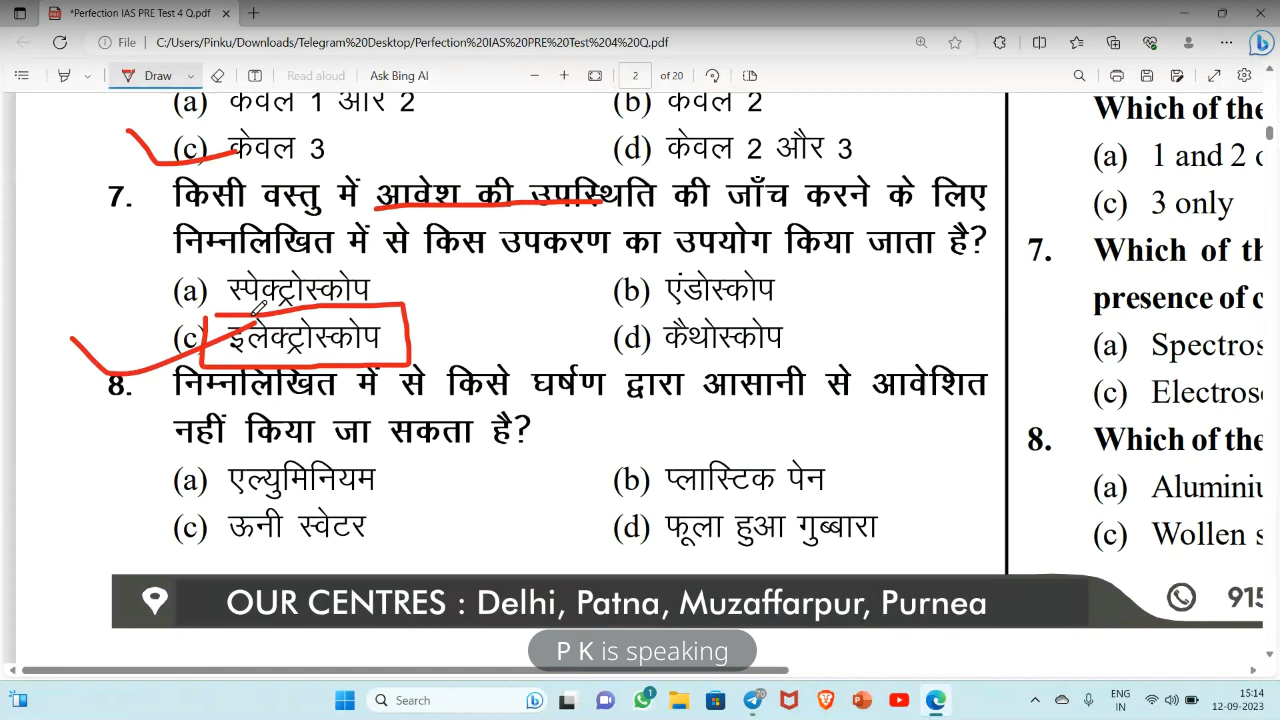 *Perfection IAS PRE Test 4 Q.pdf
File C:/Users/Pinku/Downloads/Telegram%20Desktop/Perfection%20IAS%20PRE%20Test%204%20Q.pdf
Draw Read aloud Ask Bing AI 2 of 20
(a) केवल 1 और 2 (b) केवल 2
(c) केवल 3 (d) केवल 2 और 3
7. किसी वस्तु में आवेश की उपस्थिति की जाँच करने के लिए
निम्नलिखित में से किस उपकरण का उपयोग किया जाता है?
(a) स्पेक्ट्रोस्कोप (b) एंडोस्कोप
(c) इलेक्ट्रोस्कोप (d) कैथोस्कोप
8. निम्नलिखित में से किसे घर्षण द्वारा आसानी से आवेशित
नहीं किया जा सकता है?
(a) एल्युमिनियम (b) प्लास्टिक पेन
(c) ऊनी स्वेटर (d) फूला हुआ गुब्बारा
Which of the
(a) 1 and 2 o
(c) 3 only
7. Which of th
presence of c
(a) Spectros
(c) Electros
8. Which of the
(a) Aluminiu
(c) Wollen s
OUR CENTRES : Delhi, Patna, Muzaffarpur, Purnea 915
P K is speaking
Search 1 70 ENG 15:14
IN 12-09-2023